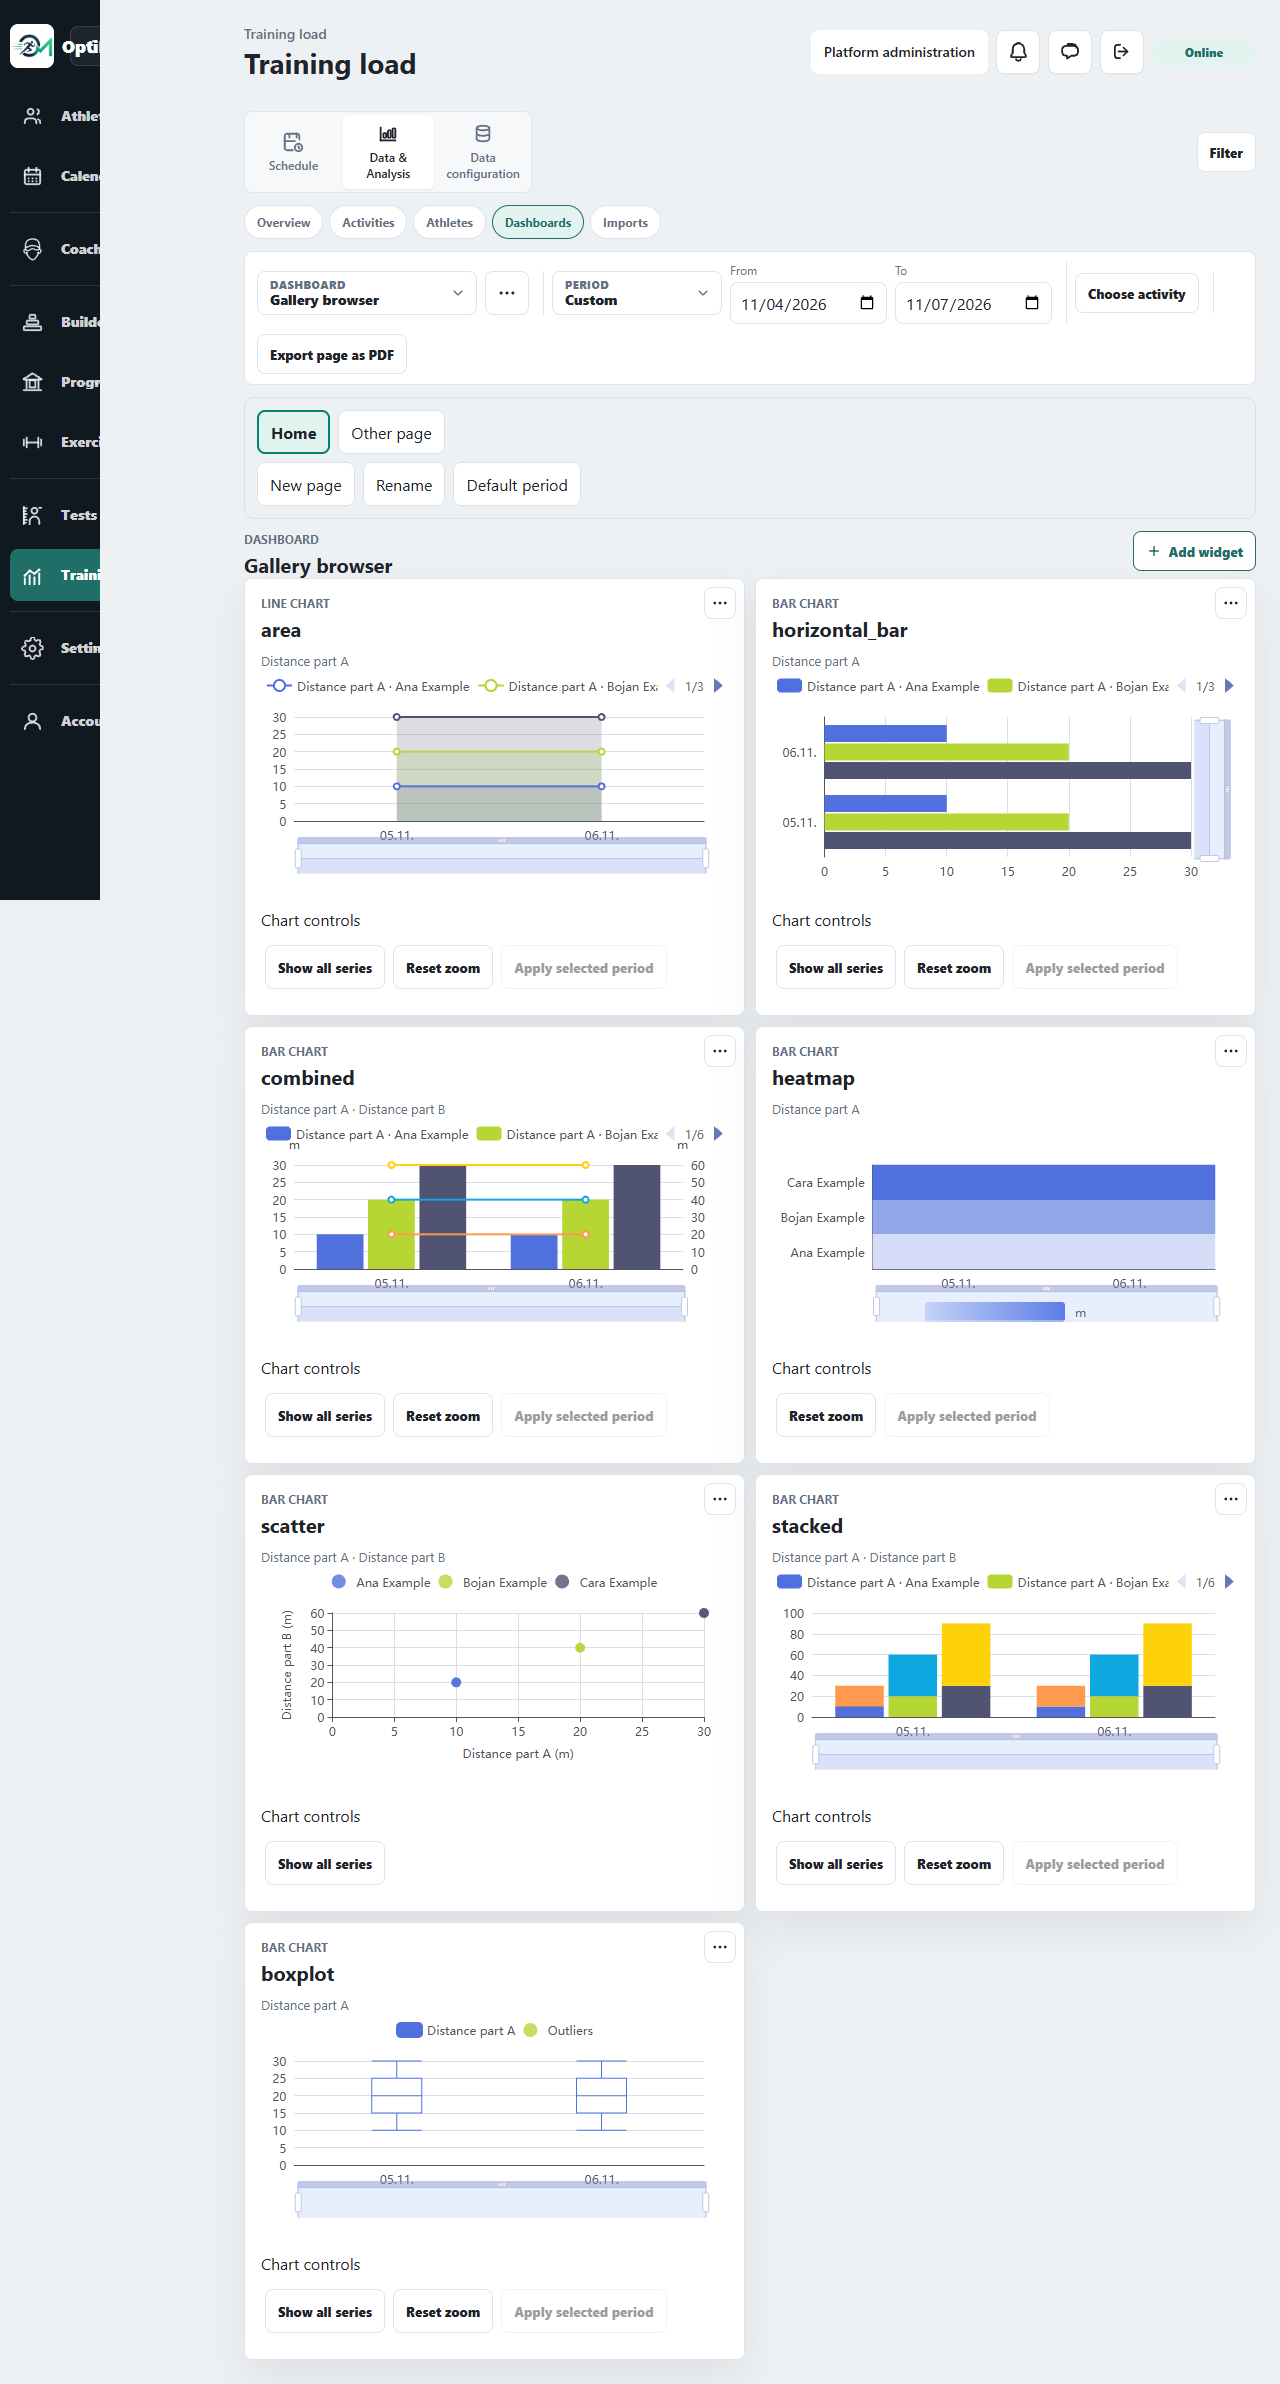 Opti
Athle
Calen
Coach
Builde
Progr
Exerci
Tests
Traini
Settin
Accou
Training load
Training load
Platform administration
Online
Schedule
Data &
Analysis
Data
configuration
Filter
Overview
Activities
Athletes
Dashboards
Imports
DASHBOARD
Gallery browser
PERIOD
Custom
From
11/04/2026
To
11/07/2026
Choose activity
Export page as PDF
Home
Other page
New page
Rename
Default period
DASHBOARD
Gallery browser
+ Add widget
LINE CHART
area
Distance part A
Distance part A · Ana Example
Distance part A · Bojan Exa
1/3
30
25
20
15
10
5
0
05.11.
06.11.
Chart controls
Show all series
Reset zoom
Apply selected period
BAR CHART
horizontal_bar
Distance part A
Distance part A · Ana Example
Distance part A · Bojan Exa
1/3
06.11.
05.11.
0 5 10 15 20 25 30
Chart controls
Show all series
Reset zoom
Apply selected period
BAR CHART
combined
Distance part A · Distance part B
Distance part A · Ana Example
Distance part A · Bojan Exa
1/6
m
m
30
25
20
15
10
5
0
60
50
40
30
20
10
0
05.11.
06.11.
Chart controls
Show all series
Reset zoom
Apply selected period
BAR CHART
heatmap
Distance part A
Cara Example
Bojan Example
Ana Example
05.11.
06.11.
m
Chart controls
Reset zoom
Apply selected period
BAR CHART
scatter
Distance part A · Distance part B
Ana Example
Bojan Example
Cara Example
Distance part B (m)
60
50
40
30
20
10
0
0 5 10 15 20 25 30
Distance part A (m)
Chart controls
Show all series
BAR CHART
stacked
Distance part A · Distance part B
Distance part A · Ana Example
Distance part A · Bojan Exa
1/6
100
80
60
40
20
0
05.11.
06.11.
Chart controls
Show all series
Reset zoom
Apply selected period
BAR CHART
boxplot
Distance part A
Distance part A
Outliers
30
25
20
15
10
5
0
05.11.
06.11.
Chart controls
Show all series
Reset zoom
Apply selected period